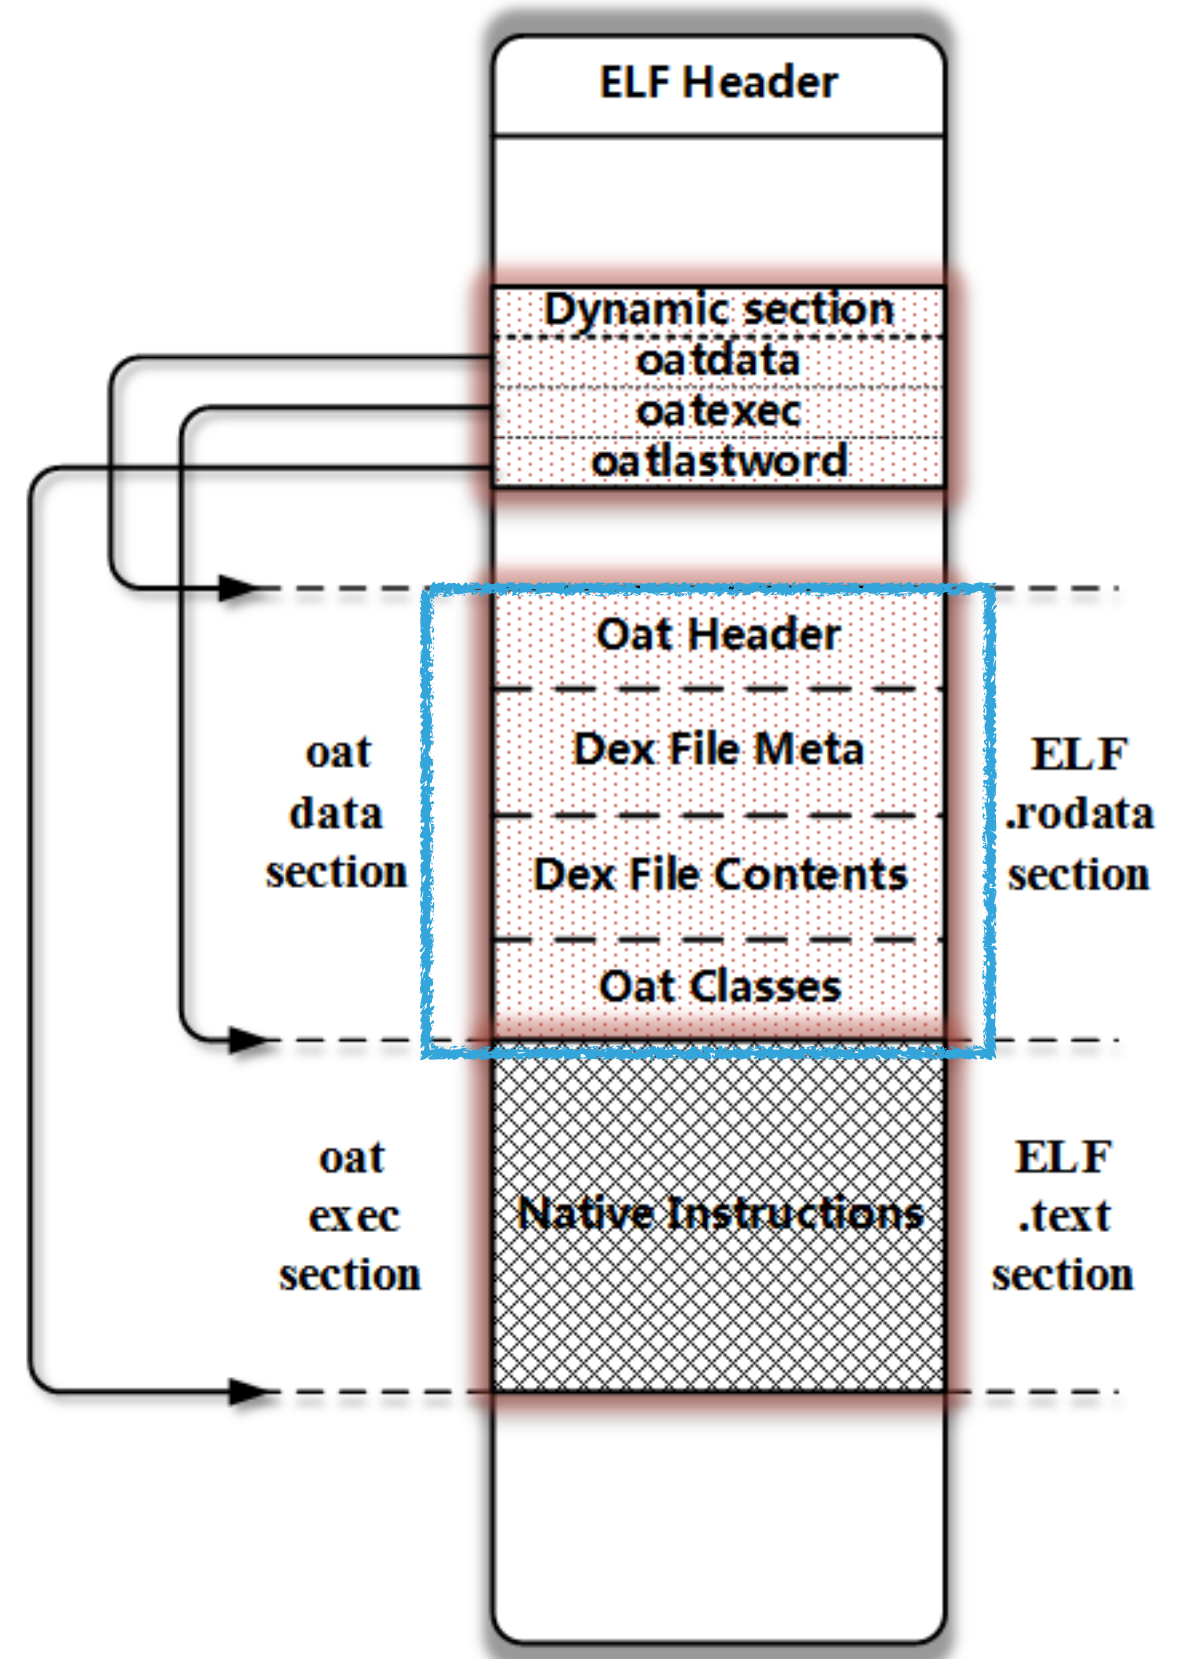 ELF Header
Dynamic section
oatdata
oatexec
oatlastword
Oat Header
Dex File Meta
Dex File Contents
Oat Classes
oat
data
section
ELF
.rodata
section
Native Instructions
oat
exec
section
ELF
.text
section